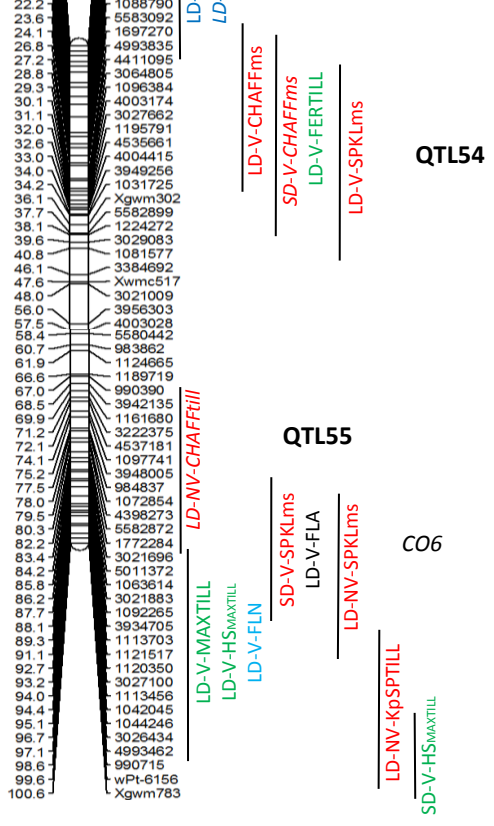 22.2 1088790
23.6 5583092
24.1 1697270
26.8 4993835
27.2 4411095
28.8 3064805
29.3 1096384
30.1 4003174
31.1 3027662
32.0 1195791
32.6 4535661
33.0 4004415
34.0 3949256
34.2 1031725
36.1 Xgwm302
37.7 5582899
38.1 1224272
39.6 3029083
40.8 1081577
46.1 3384692
47.6 Xwmc517
48.0 3021009
56.0 3956303
57.5 4003028
58.4 5580442
60.7 983862
61.9 1124665
66.6 1189719
67.0 990390
68.5 3942135
69.9 1161680
71.2 3222375
72.1 4537181
74.1 1097741
75.2 3948005
77.5 984837
78.0 1072854
79.5 4398273
80.3 5582872
82.2 1772284
83.4 3021696
84.2 5011372
85.8 1063614
86.2 3021883
87.7 1092265
88.1 3934705
89.3 1113703
91.1 1121517
92.7 1120350
93.2 3027100
94.0 1113456
94.4 1042045
95.1 1044246
96.7 3026434
97.1 4993462
98.6 990715
99.6 wPt-6156
100.6 Xgwm783
LD-
LD-
LD-V-CHAFFms
SD-V-CHAFFms
LD-V-FERTILL
LD-V-SPKLms
QTL54
LD-NV-CHAFFtill
QTL55
SD-V-SPKLms
LD-V-FLA
LD-NV-SPKLms
CO6
LD-V-MAXTILL
LD-V-HSMAXTILL
LD-V-FLN
LD-NV-KpSPTILL
SD-V-HSMAXTILL